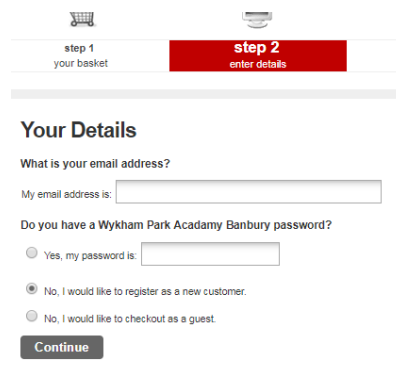 step 1
your basket
step 2
enter details
Your Details
What is your email address?
My email address is:
Do you have a Wykham Park Acadamy Banbury password?
Yes, my password is:
No, I would like to register as a new customer.
No, I would like to checkout as a guest.
Continue